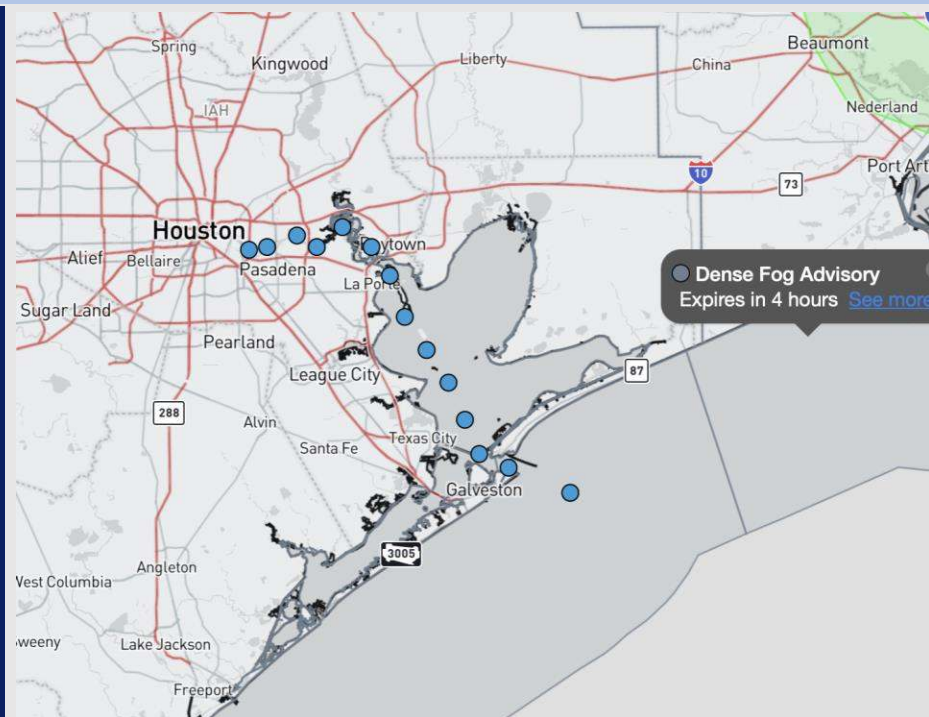 Spring
Kingwood
Liberty
Beaumont
China
IAH
Nederland
Port Art
10
73
Houston
Baytown
Alief
Bellaire
Pasadena
La Porte
Dense Fog Advisory
Expires in 4 hours See more
Sugar Land
Pearland
League City
87
288
Alvin
Texas City
Santa Fe
Galveston
3005
Angleton
West Columbia
Sweeny
Lake Jackson
Freeport